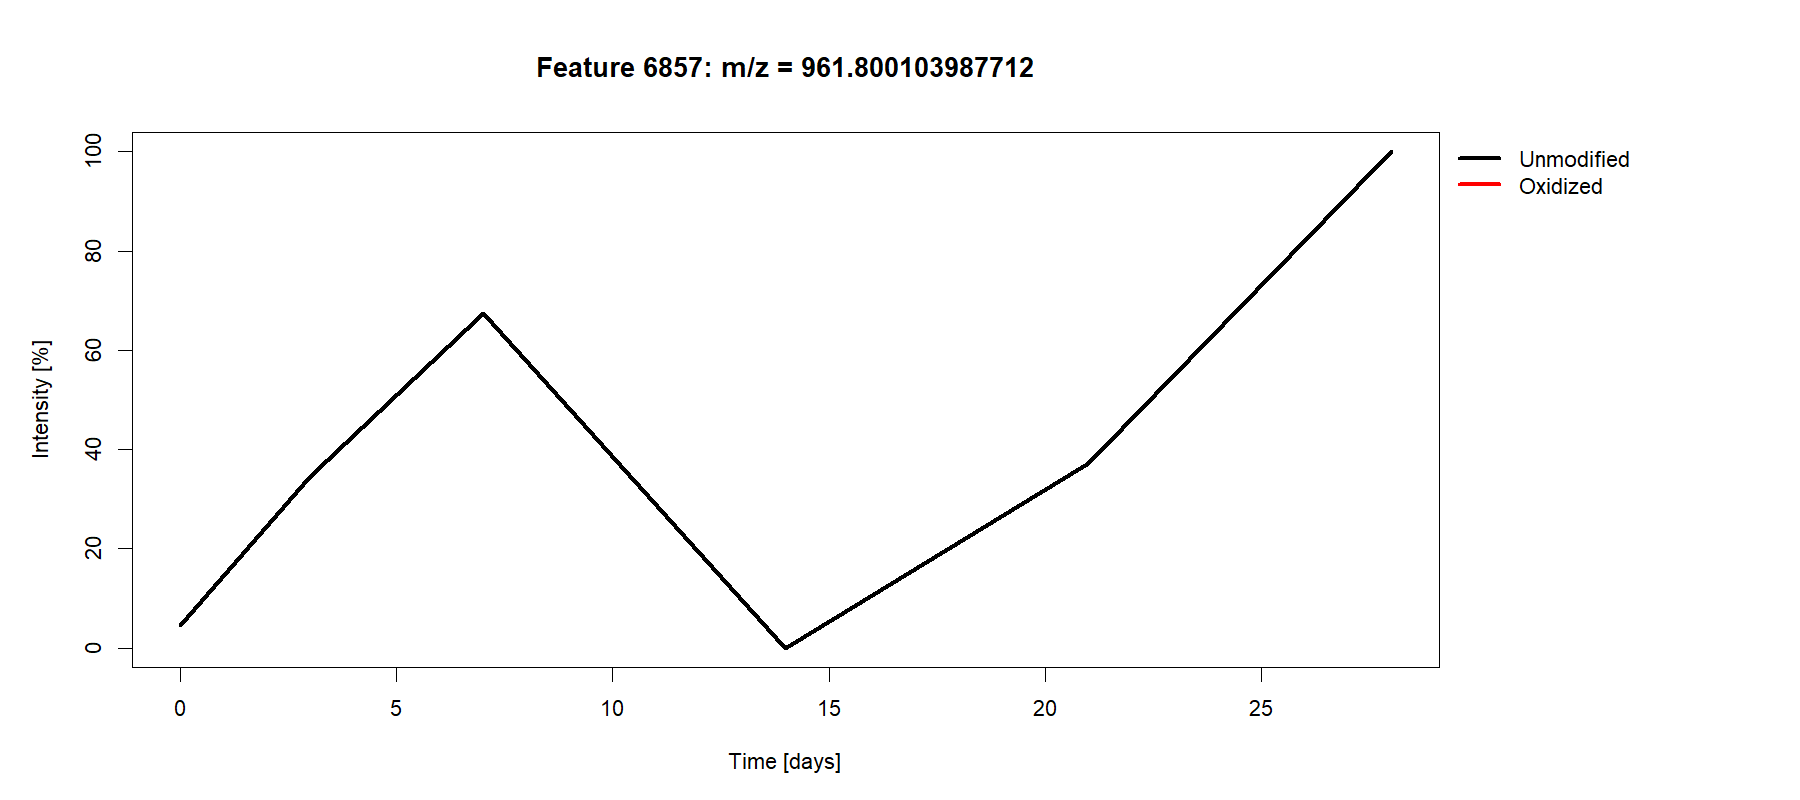 Feature 6857: m/z = 961.800103987712
Unmodified
Oxidized
Intensity [%]
100
80
60
40
20
0
0 5 10 15 20 25
Time [days]